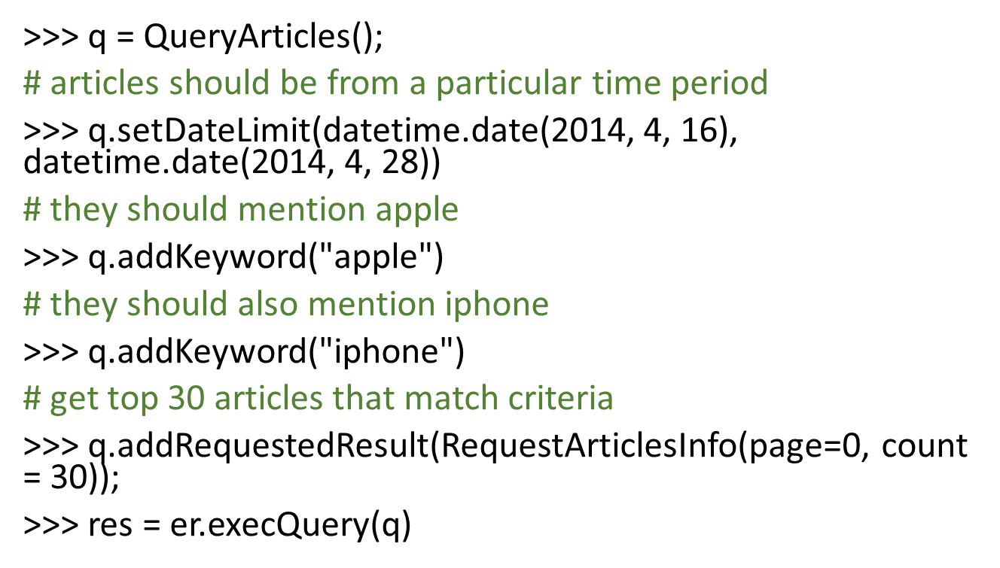 >>> q = QueryArticles();
# articles should be from a particular time period
>>> q.setDateLimit(datetime.date(2014, 4, 16),
datetime.date(2014, 4, 28))
# they should mention apple
>>> q.addKeyword("apple")
# they should also mention iphone
>>> q.addKeyword("iphone")
# get top 30 articles that match criteria
>>> q.addRequestedResult(RequestArticlesInfo(page=0, count
= 30));
>>> res = er.execQuery(q)